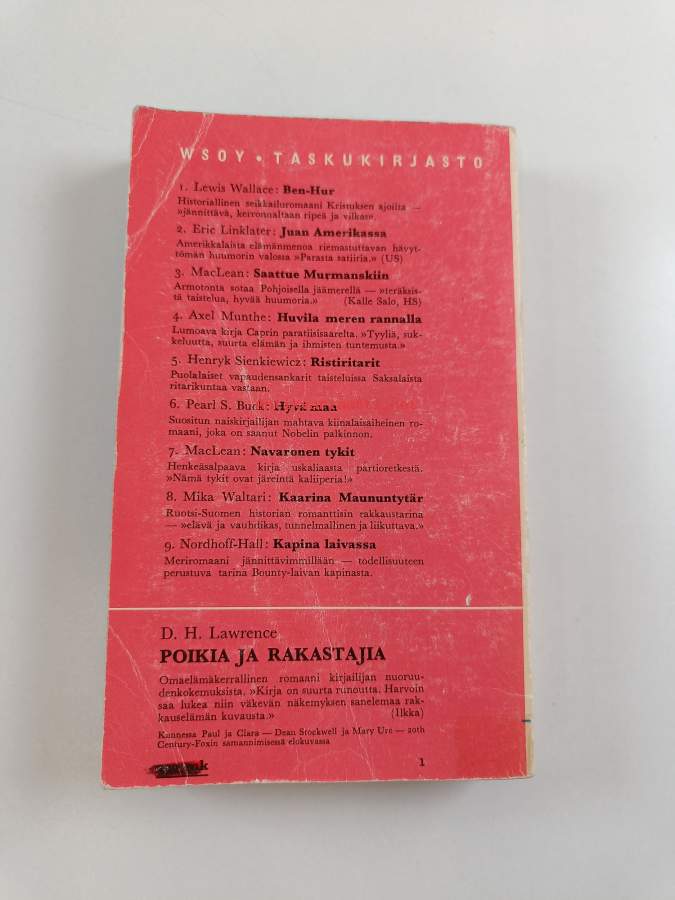 WSOY • TASKUKIRJASTO
1. Lewis Wallace: Ben-Hur
Historiallinen seikkailuromaani Kristuksen ajoilta —
»jännittävä, kerronnaltaan ripeä ja vilkas».
2. Eric Linklater: Juan Amerikassa
Amerikkalaista elämänmenoa riemastuttavan hävyt-
tömän huumorin valossa »Parasta satiiria.» (US)
3. MacLean: Saattue Murmanskiin
Armotonta sotaa Pohjoisella jäämerellä — »teräksis-
tä taistelua, hyvää huumoria.» (Kalle Salo, HS)
4. Axel Munthe: Huvila meren rannalla
Lumoava kirja Caprin paratiisisaarelta. »Tyyliä, suk-
keluutta, suurta elämän ja ihmisten tuntemusta.»
5. Henryk Sienkiewicz: Ristiritarit
Puolalaiset vapaudensankarit taisteluissa Saksalaista
ritarikuntaa vastaan.
6. Pearl S. Buck: Hyvä maa
Suositun naiskirjailijan mahtava kiinalaisaiheinen ro-
maani, joka on saanut Nobelin palkinnon.
7. MacLean: Navaronen tykit
Henkeäsalpaava kirja uskaliaasta partioretkestä.
»Nämä tykit ovat järeintä kaliiperia!»
8. Mika Waltari: Kaarina Maununtytär
Ruotsi-Suomen historian romanttisin rakkaustarina
— »elävä ja vauhdikas, tunnelmallinen ja liikuttava.»
9. Nordhoff-Hall: Kapina laivassa
Meriromaani jännittävimmillään — todellisuuteen
perustuva tarina Bounty-laivan kapinasta.
D. H. Lawrence
POIKIA JA RAKASTAJIA
Omaelämäkerrallinen romaani kirjailijan nuoruu-
denkokemuksista. »Kirja on suurta runoutta. Harvoin
saa lukea niin väkevän näkemyksen sanelemaa rak-
kauselämän kuvausta.» (Ilkka)
Kannessa Paul ja Clara — Dean Stockwell ja Mary Ure — 20th
Century-Foxin samannimisessä elokuvassa
1